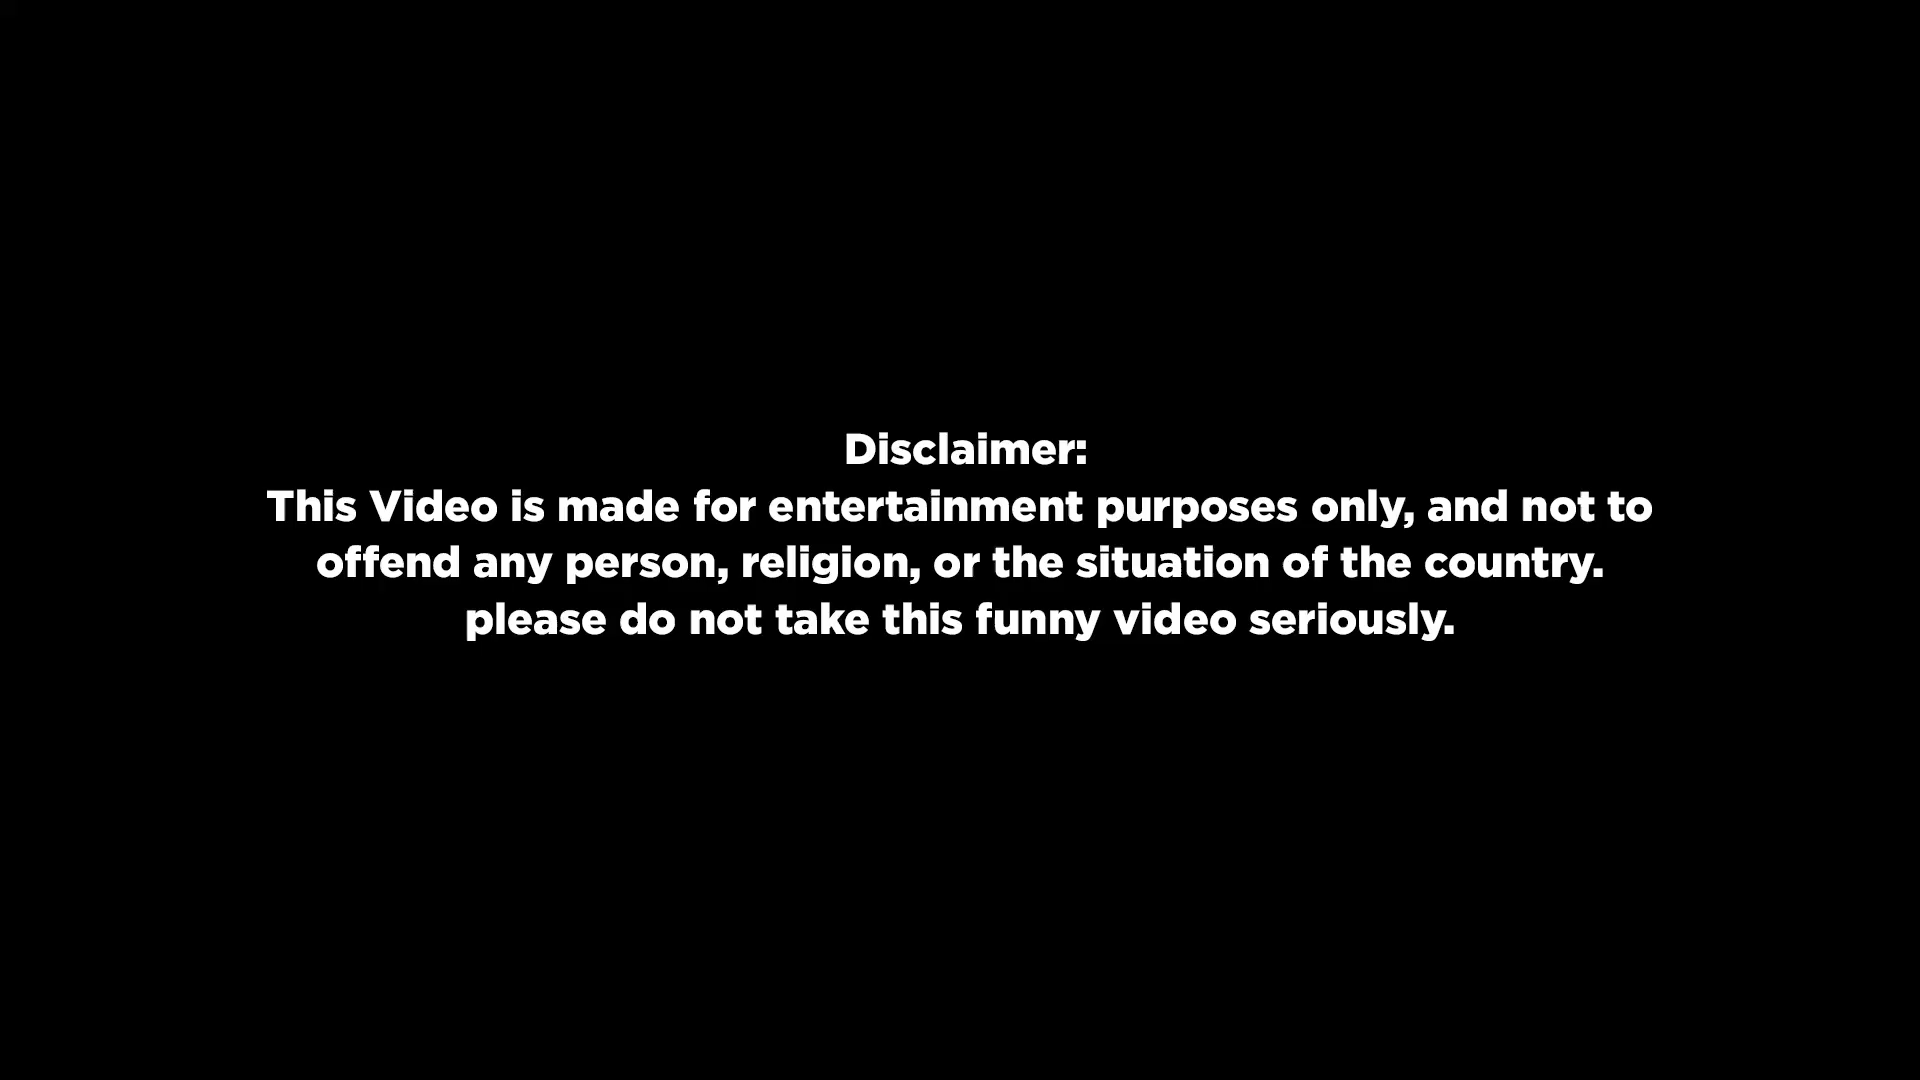 Disclaimer:
This Video is made for entertainment purposes only, and not to
offend any person, religion, or the situation of the country.
please do not take this funny video seriously.